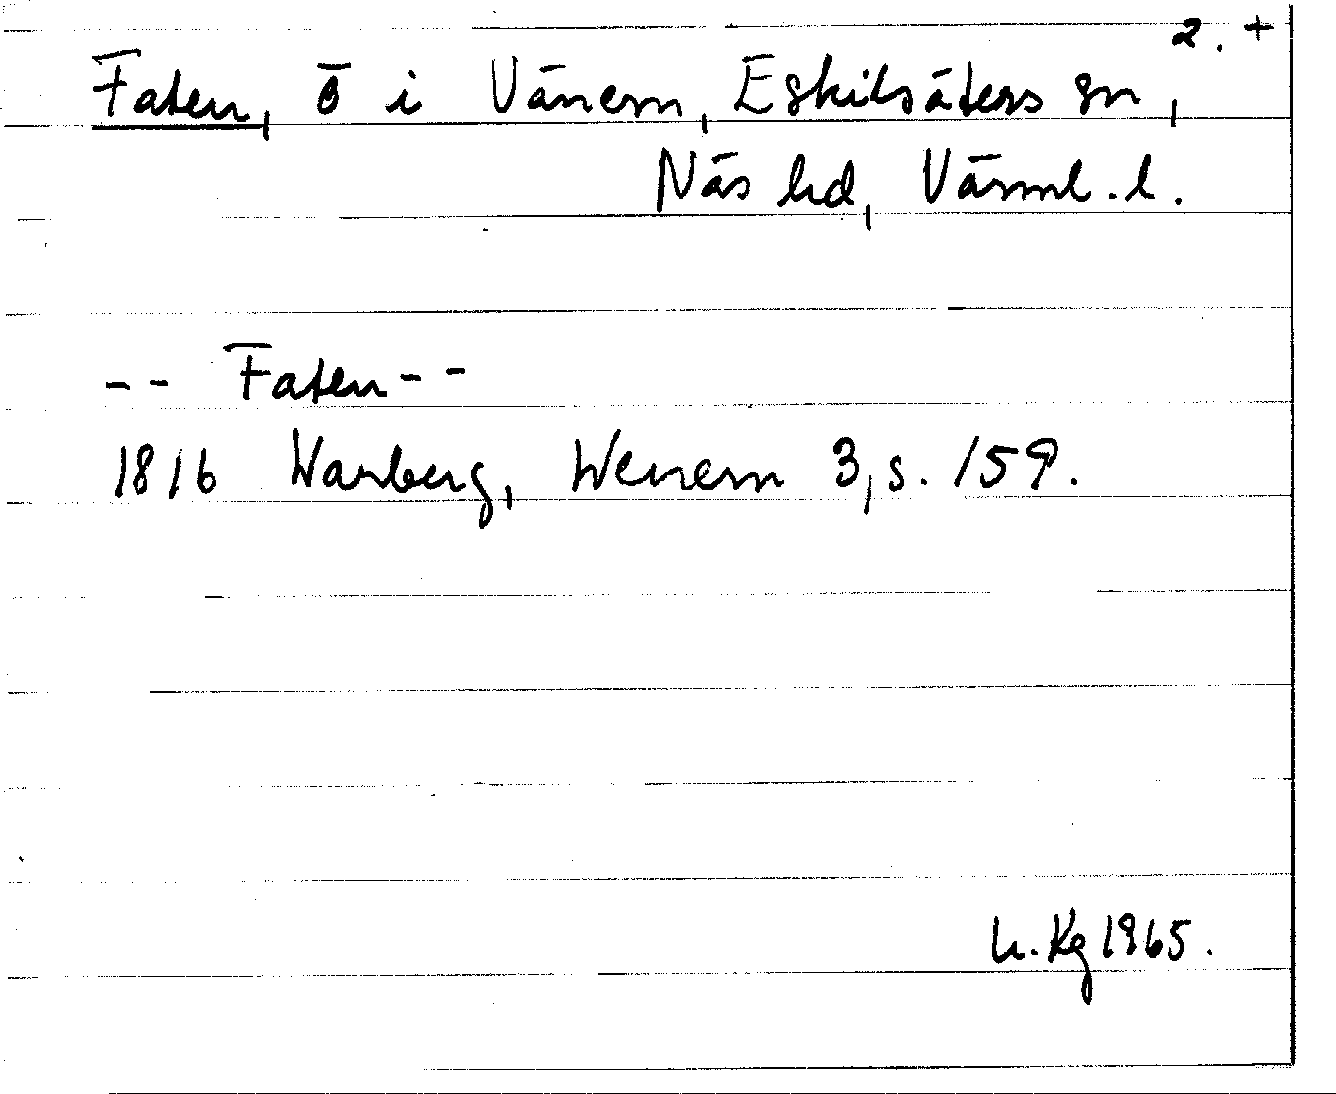 2. +
Faten, ö i Vänern, Eskilsäters sn,
Näs hd, Värml. l.
-- Faten --
1816 Warberg, Wenern 3, s. 159.
h. Kg 1965.